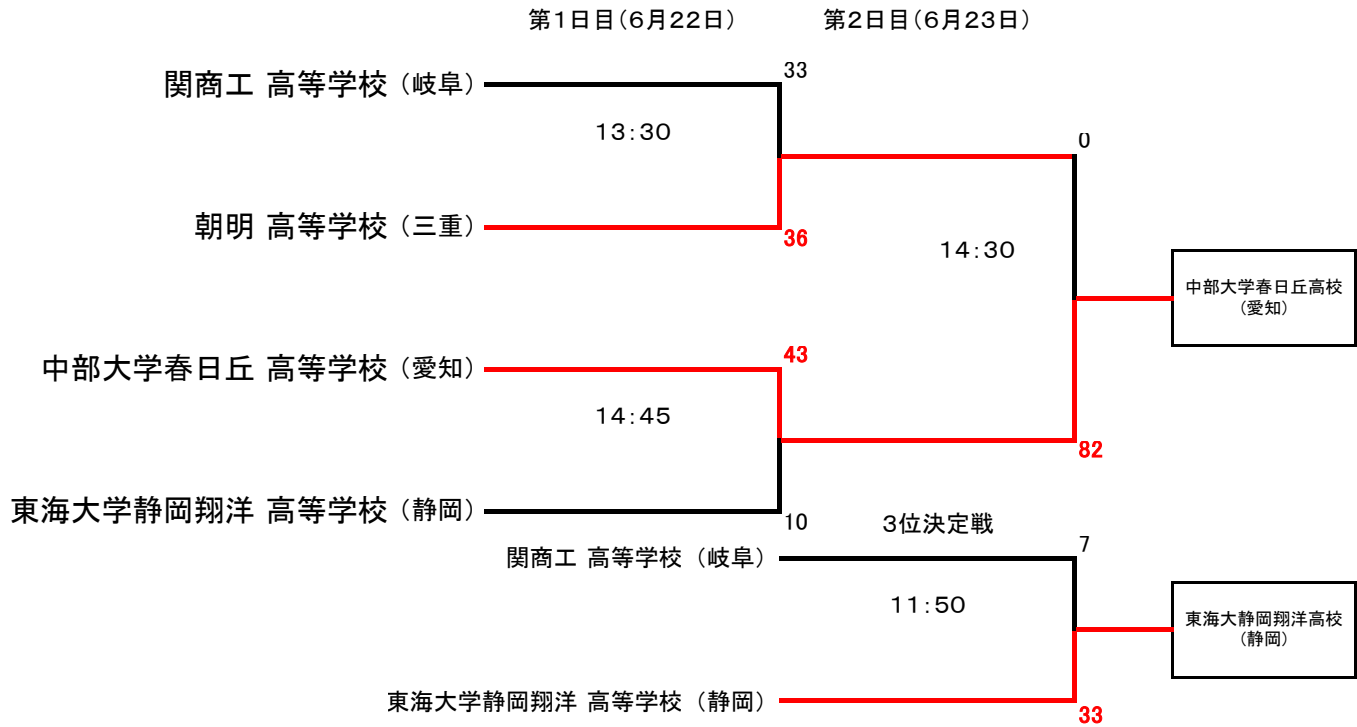 第1日目(6月22日) 第2日目(6月23日)
関商工 高等学校 (岐阜)
33
13:30
0
朝明 高等学校 (三重)
36
14:30
中部大学春日丘高校
(愛知)
中部大学春日丘 高等学校 (愛知)
43
14:45
82
東海大学静岡翔洋 高等学校 (静岡)
10
3位決定戦
関商工 高等学校 (岐阜)
7
11:50
東海大静岡翔洋高校
(静岡)
東海大学静岡翔洋 高等学校 (静岡)
33